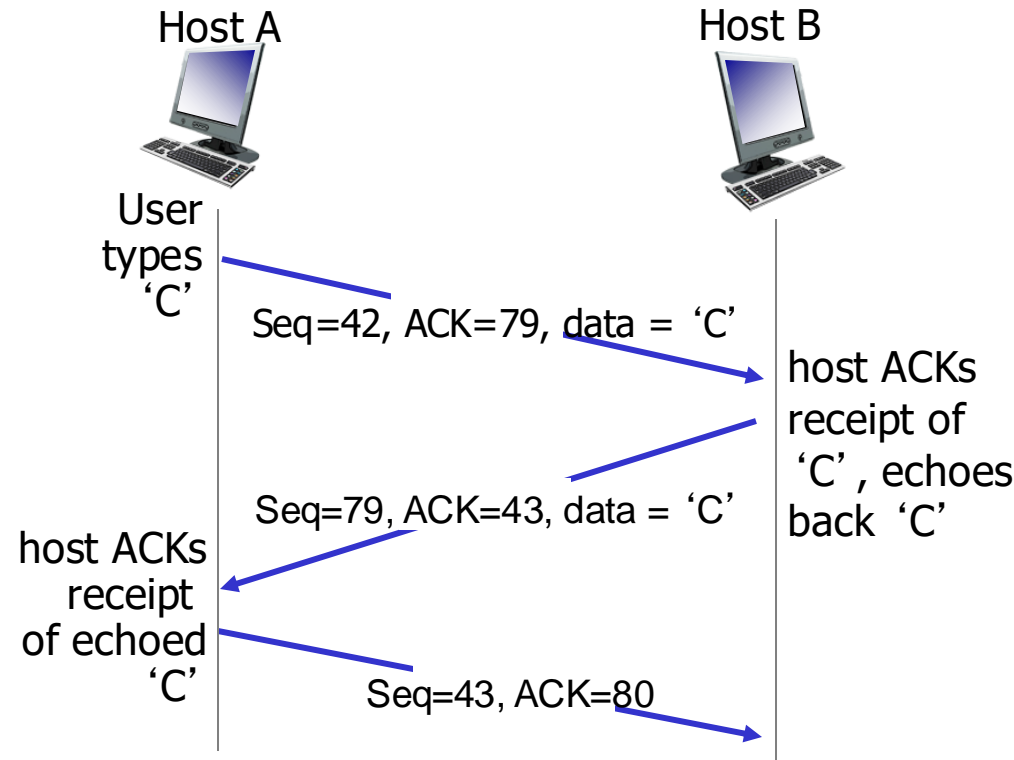 Host A
Host B
User
types
‘C’
Seq=42, ACK=79, data = ‘C’
host ACKs
receipt of
‘C’, echoes
back ‘C’
Seq=79, ACK=43, data = ‘C’
host ACKs
receipt
of echoed
‘C’
Seq=43, ACK=80